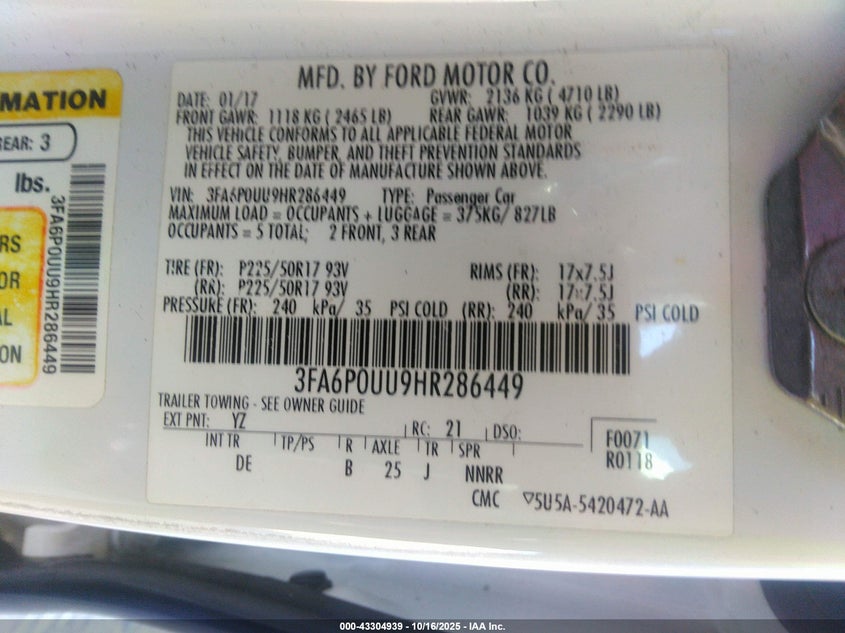 MATION
REAR: 3
lbs.
3FA6P0UU9HR286449
RS
OR
AL
ON
MFD. BY FORD MOTOR CO.
DATE: 01/17 GVWR: 2136 KG ( 4710 LB)
FRONT GAWR: 1118 KG ( 2465 LB) REAR GAWR: 1039 KG ( 2290 LB)
THIS VEHICLE CONFORMS TO ALL APPLICABLE FEDERAL MOTOR
VEHICLE SAFETY, BUMPER, AND THEFT PREVENTION STANDARDS
IN EFFECT ON THE DATE OF MANUFACTURE SHOWN ABOVE.
VIN: 3FA6P0UU9HR286449 TYPE: Passenger Car
MAXIMUM LOAD = OCCUPANTS + LUGGAGE = 375KG/ 827LB
OCCUPANTS = 5 TOTAL; 2 FRONT, 3 REAR
TIRE (FR): P225/50R17 93V RIMS (FR): 17x7.5J
(RR): P225/50R17 93V (RR): 17x7.5J
PRESSURE (FR): 240 kPa/ 35 PSI COLD (RR): 240 kPa/ 35 PSI COLD
3FA6P0UU9HR286449
TRAILER TOWING - SEE OWNER GUIDE
EXT PNT: YZ RC: 21 DSO: F0071
INT TR TP/PS R AXLE TR SPR R0118
DE B 25 J NNRR
CMC ▽5U5A-5420472-AA
000-43304939 - 10/16/2025 - IAA Inc.